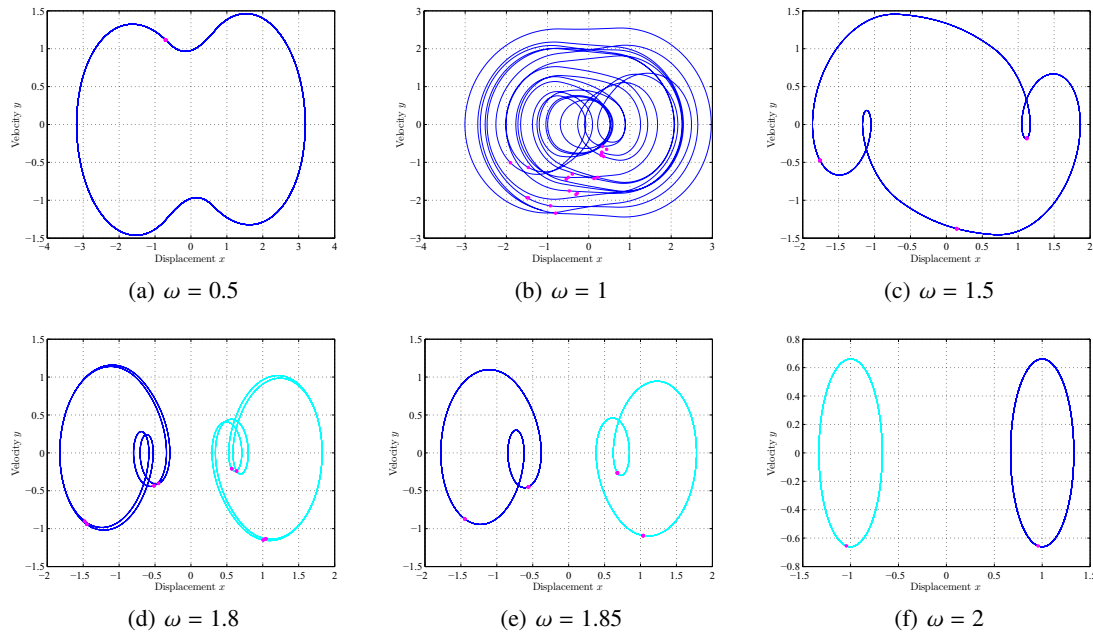 1.5
1
0.5
0
−0.5
−1
−1.5
Velocity y
−4 −3 −2 −1 0 1 2 3 4
Displacement x
(a) ω = 0.5
3
2
1
0
−1
−2
−3
Velocity y
−3 −2 −1 0 1 2 3
Displacement x
(b) ω = 1
1.5
1
0.5
0
−0.5
−1
−1.5
Velocity y
−2 −1.5 −1 −0.5 0 0.5 1 1.5 2
Displacement x
(c) ω = 1.5
1.5
1
0.5
0
−0.5
−1
−1.5
Velocity y
−2 −1.5 −1 −0.5 0 0.5 1 1.5 2
Displacement x
(d) ω = 1.8
1.5
1
0.5
0
−0.5
−1
−1.5
Velocity y
−2 −1.5 −1 −0.5 0 0.5 1 1.5 2
Displacement x
(e) ω = 1.85
0.8
0.6
0.4
0.2
0
−0.2
−0.4
−0.6
−0.8
Velocity y
−1.5 −1 −0.5 0 0.5 1 1.5
Displacement x
(f) ω = 2